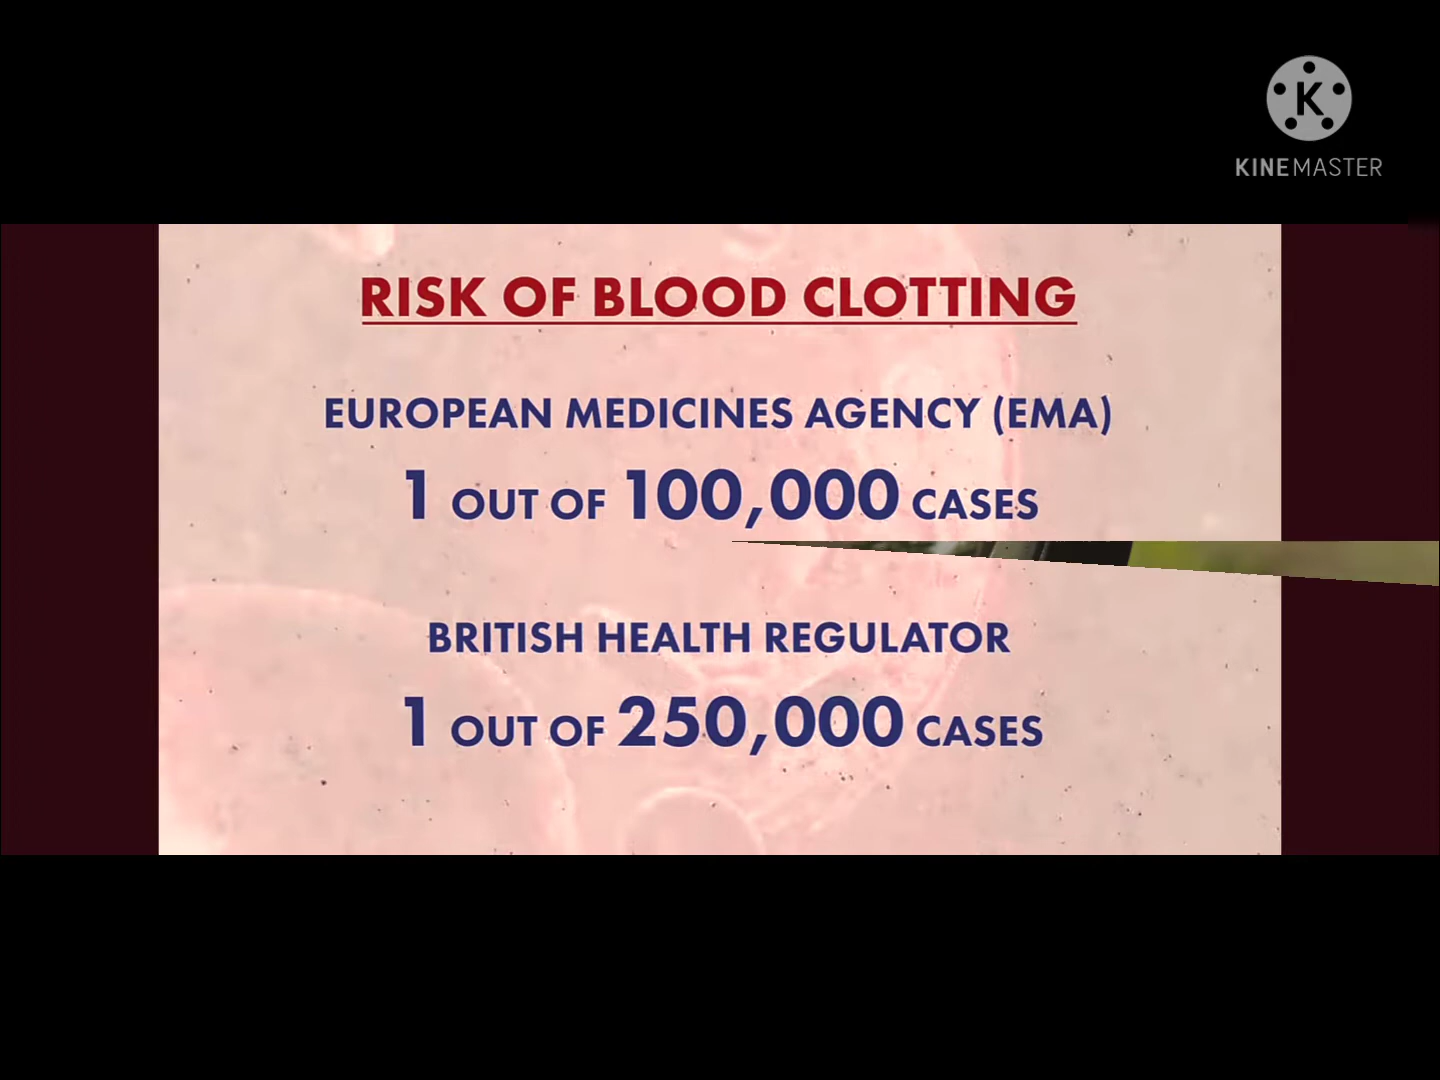 KINEMASTER
RISK OF BLOOD CLOTTING
EUROPEAN MEDICINES AGENCY (EMA)
1 OUT OF 100,000 CASES
BRITISH HEALTH REGULATOR
1 OUT OF 250,000 CASES